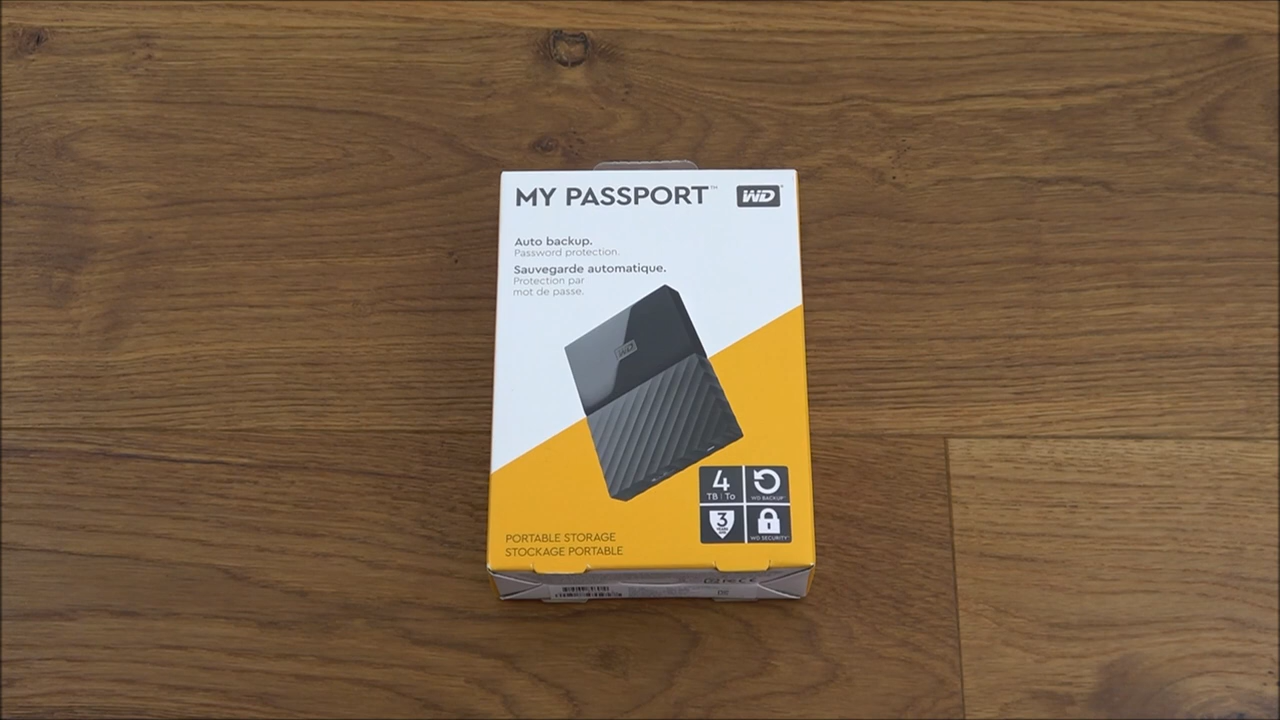 MY PASSPORT™
WD
Auto backup.
Password protection.
Sauvegarde automatique.
Protection par
mot de passe.
WD
4
TB | To
WD BACKUP™
3
WD SECURITY™
PORTABLE STORAGE
STOCKAGE PORTABLE